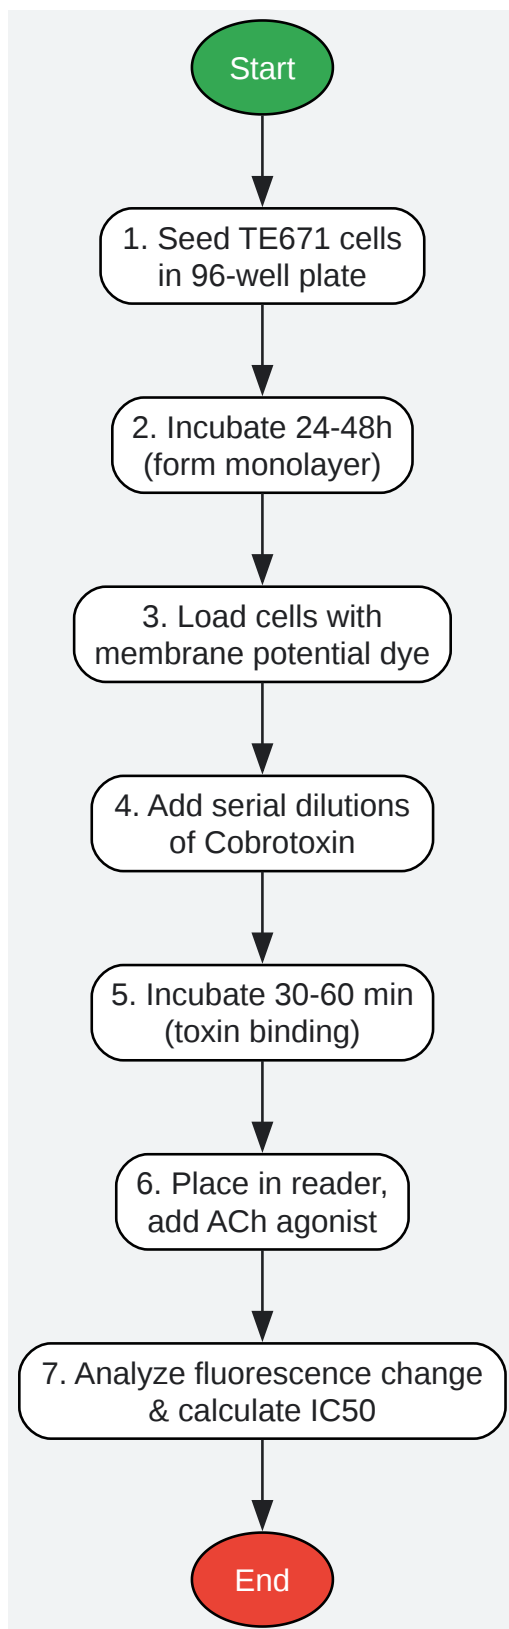 Start
1. Seed TE671 cells
in 96-well plate
2. Incubate 24-48h
(form monolayer)
3. Load cells with
membrane potential dye
4. Add serial dilutions
of Cobrotoxin
5. Incubate 30-60 min
(toxin binding)
6. Place in reader,
add ACh agonist
7. Analyze fluorescence change
& calculate IC50
End